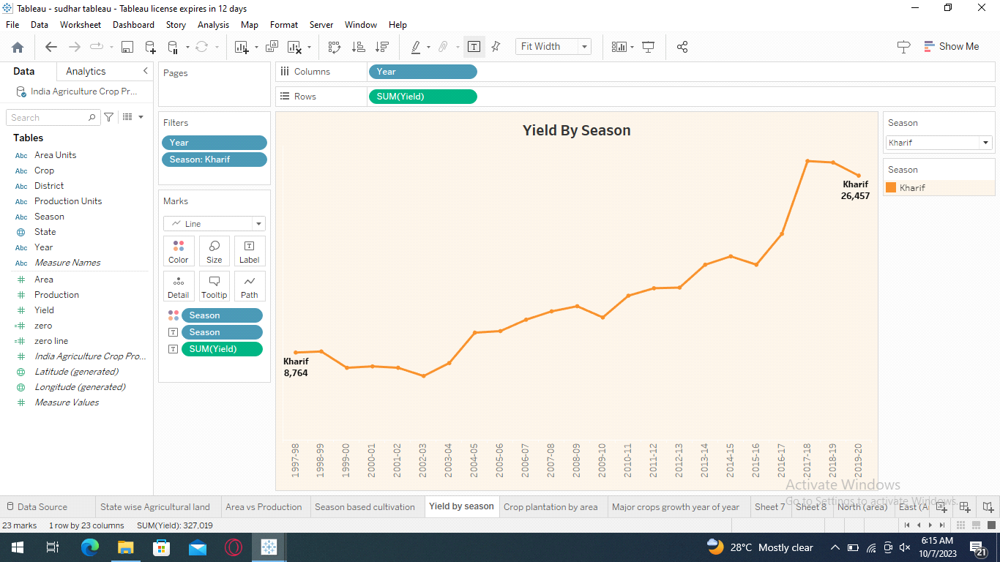 Tableau - sudhar tableau - Tableau license expires in 12 days
File Data Worksheet Dashboard Story Analysis Map Format Server Window Help
Fit Width
Show Me
Data
Analytics
India Agriculture Crop Pr...
Search
Tables
Abc Area Units
Abc Crop
Abc District
Abc Production Units
Abc Season
State
Abc Year
Abc Measure Names
Area
Production
Yield
zero
zero line
India Agriculture Crop Pro...
Latitude (generated)
Longitude (generated)
Measure Values
Pages
Filters
Year
Season: Kharif
Marks
Line
Color Size Label
Detail Tooltip Path
Season
Season
SUM(Yield)
Columns Year
Rows SUM(Yield)
Yield By Season
Kharif
8,764
Kharif
26,457
1997-98
1998-99
1999-00
2000-01
2001-02
2002-03
2003-04
2004-05
2005-06
2006-07
2007-08
2008-09
2009-10
2010-11
2011-12
2012-13
2013-14
2014-15
2015-16
2016-17
2017-18
2018-19
2019-20
Season
Kharif
Season
Kharif
Activate Windows
Go to Settings to activate Windows.
Data Source State wise Agricultural land Area vs Production Season based cultivation Yield by season Crop plantation by area Major crops growth year of year Sheet 7 Sheet 8 North (area) East (A
23 marks 1 row by 23 columns SUM(Yield): 327,019
28°C Mostly clear
6:15 AM
10/7/2023
21